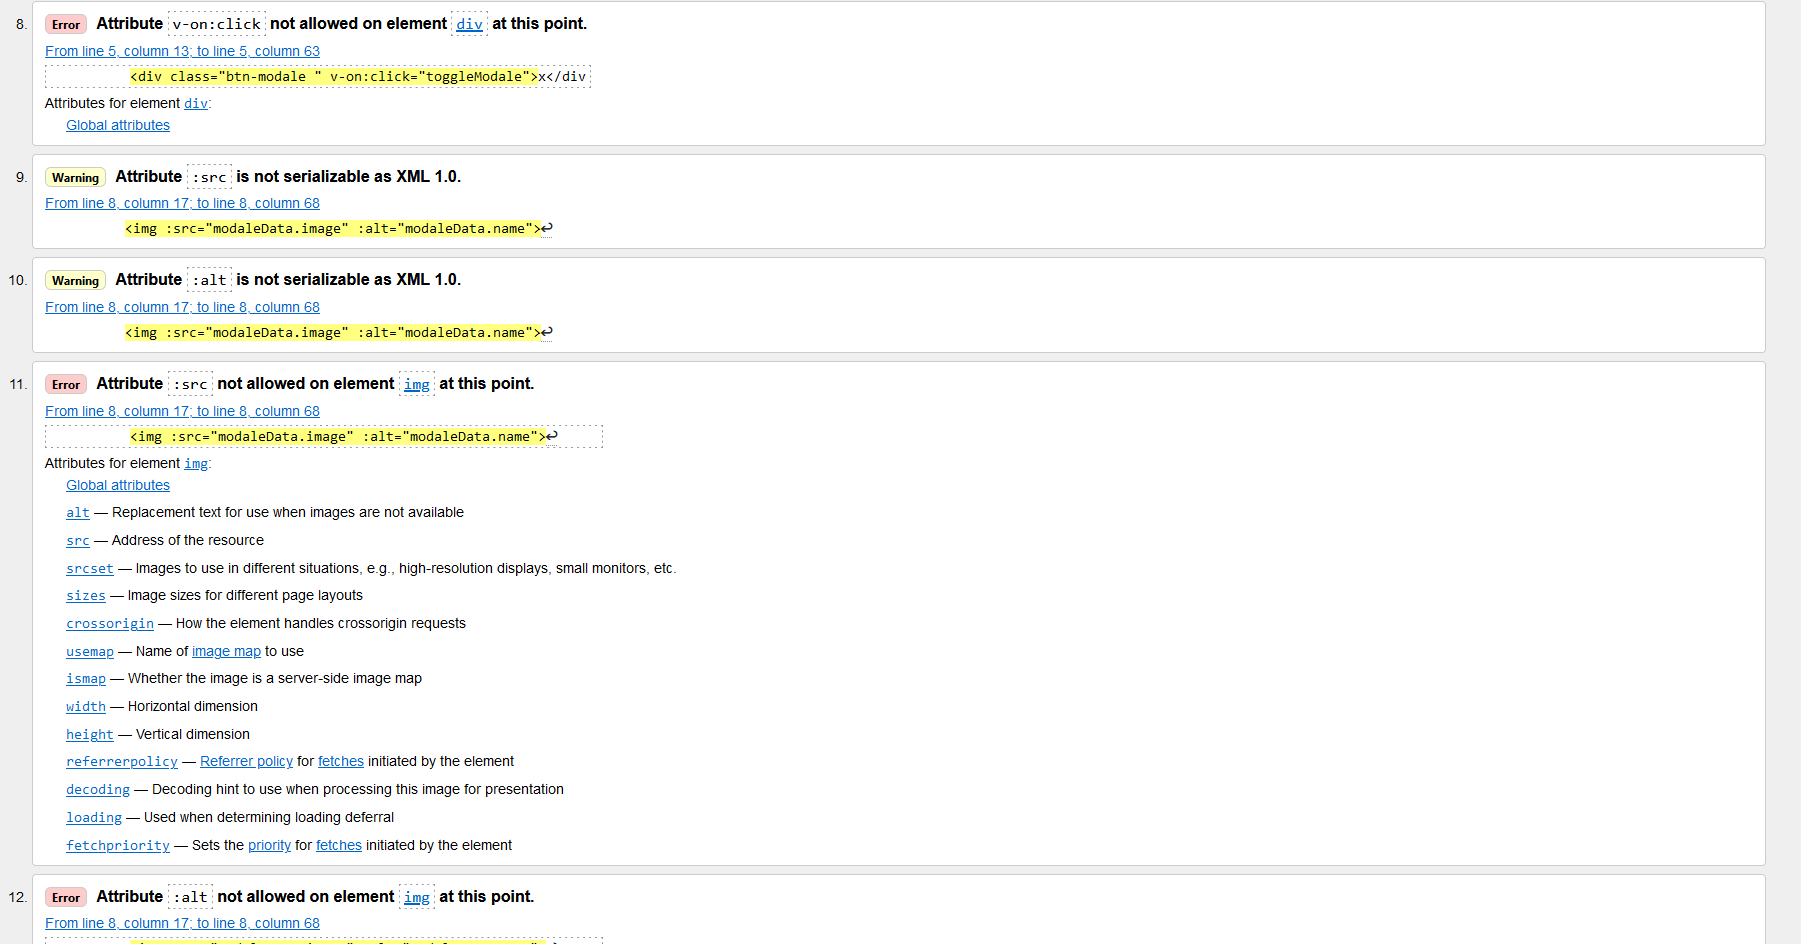 8. Error Attribute v-on:click not allowed on element div at this point.
From line 5, column 13; to line 5, column 63
<div class="btn-modale " v-on:click="toggleModale">x</div
Attributes for element div:
Global attributes
9. Warning Attribute :src is not serializable as XML 1.0.
From line 8, column 17; to line 8, column 68
<img :src="modaleData.image" :alt="modaleData.name">↩
10. Warning Attribute :alt is not serializable as XML 1.0.
From line 8, column 17; to line 8, column 68
<img :src="modaleData.image" :alt="modaleData.name">↩
11. Error Attribute :src not allowed on element img at this point.
From line 8, column 17; to line 8, column 68
<img :src="modaleData.image" :alt="modaleData.name">↩
Attributes for element img:
Global attributes
alt — Replacement text for use when images are not available
src — Address of the resource
srcset — Images to use in different situations, e.g., high-resolution displays, small monitors, etc.
sizes — Image sizes for different page layouts
crossorigin — How the element handles crossorigin requests
usemap — Name of image map to use
ismap — Whether the image is a server-side image map
width — Horizontal dimension
height — Vertical dimension
referrerpolicy — Referrer policy for fetches initiated by the element
decoding — Decoding hint to use when processing this image for presentation
loading — Used when determining loading deferral
fetchpriority — Sets the priority for fetches initiated by the element
12. Error Attribute :alt not allowed on element img at this point.
From line 8, column 17; to line 8, column 68